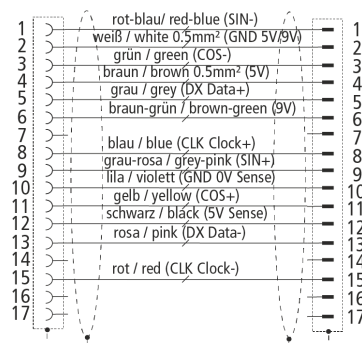 rot-blau/ red-blue (SIN-)
1 1
weiß / white 0.5mm² (GND 5V/9V)
2 2
grün / green (COS-)
3 3
braun / brown 0.5mm² (5V)
4 4
grau / grey (DX Data+)
5 5
braun-grün / brown-green (9V)
6 6
7 7
blau / blue (CLK Clock+)
8 8
grau-rosa / grey-pink (SIN+)
9 9
lila / violett (GND 0V Sense)
10 10
gelb / yellow (COS+)
11 11
schwarz / black (5V Sense)
12 12
rosa / pink (DX Data-)
13 13
14 14
rot / red (CLK Clock-)
15 15
16 16
17 17